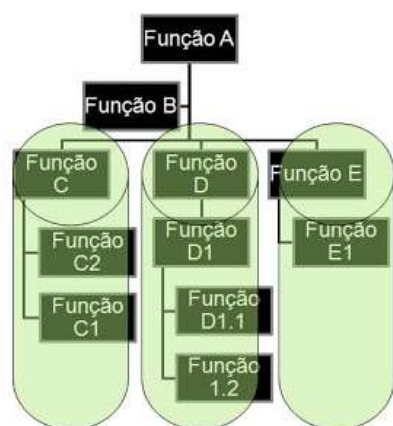 Função A
Função B
Função
C
Função
D
Função E
Função
C2
Função
D1
Função
E1
Função
C1
Função
D1.1
Função
1.2